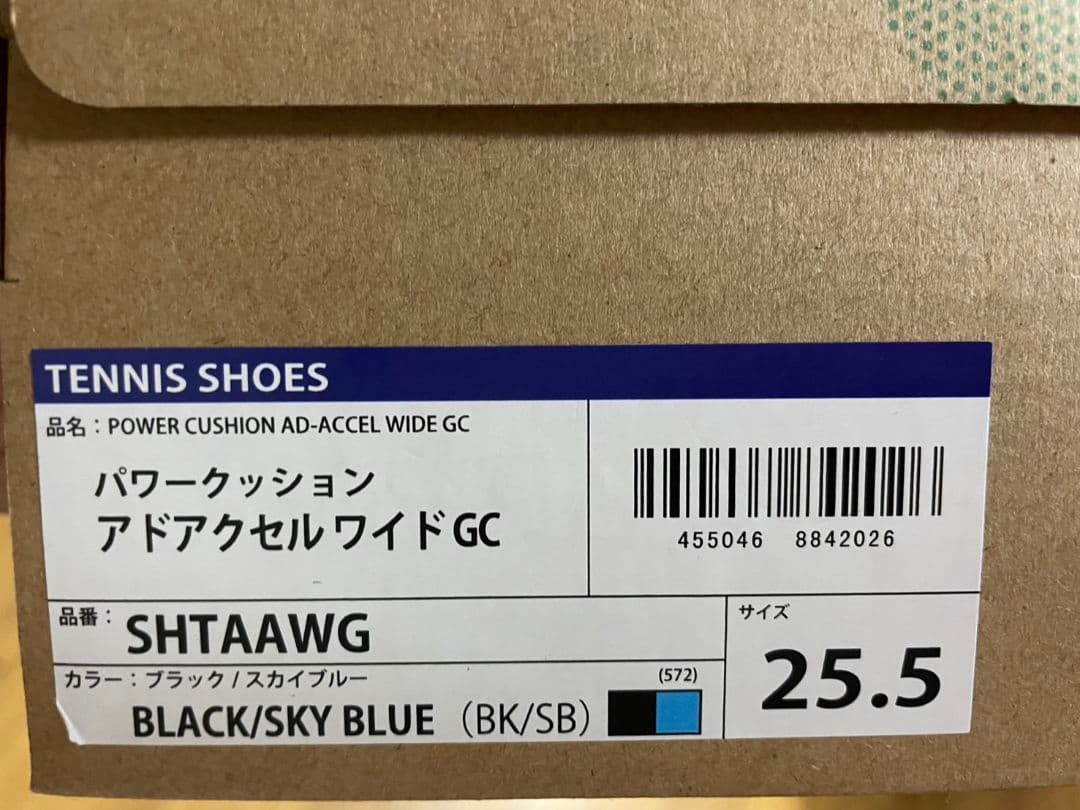 TENNIS SHOES
品名：POWER CUSHION AD-ACCEL WIDE GC
パワークッション
アドアクセル ワイド GC
455046 8842026
品番：SHTAAWG
サイズ
25.5
カラー：ブラック / スカイブルー
(572)
BLACK/SKY BLUE（BK/SB）